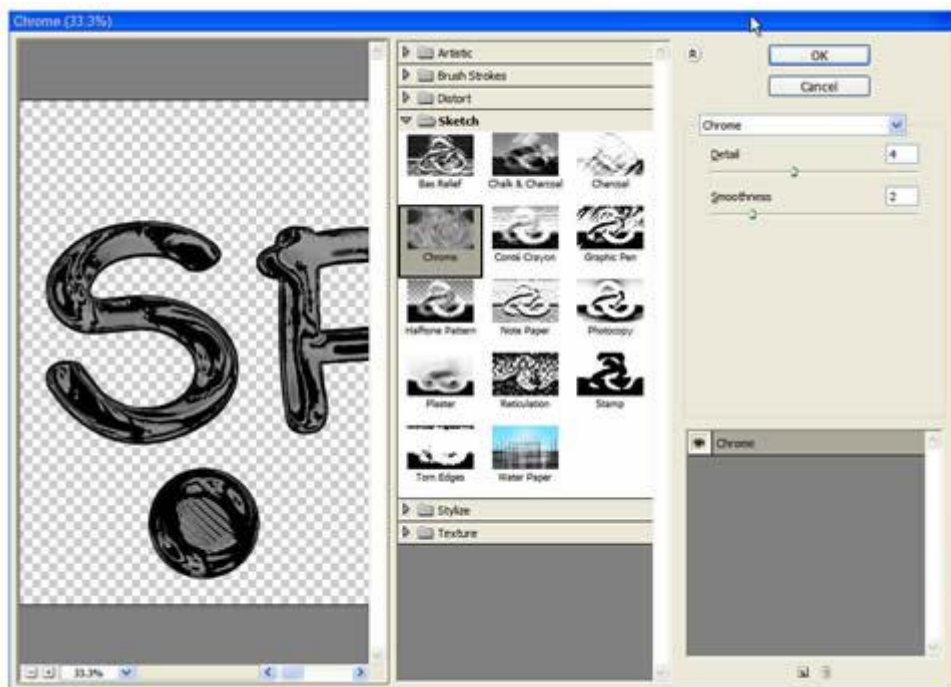 Chrome (33.3%)
SP
33.3%
Artistic
Brush Strokes
Distort
Sketch
Bas Relief Chalk & Charcoal Charcoal
Chrome Conté Crayon Graphic Pen
Halftone Pattern Note Paper Photocopy
Plaster Reticulation Stamp
Torn Edges Water Paper
Stylize
Texture
OK
Cancel
Chrome
Detail 4
Smoothness 2
Chrome